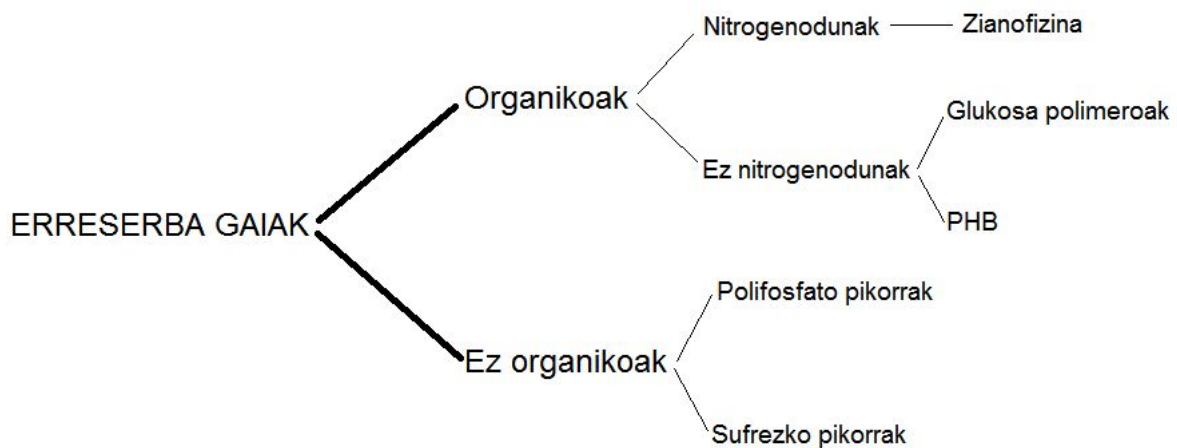 Nitrogenodunak
Zianofizina
Organikoak
Glukosa polimeroak
Ez nitrogenodunak
PHB
ERRESERBA GAIAK
Polifosfato pikorrak
Ez organikoak
Sufrezko pikorrak